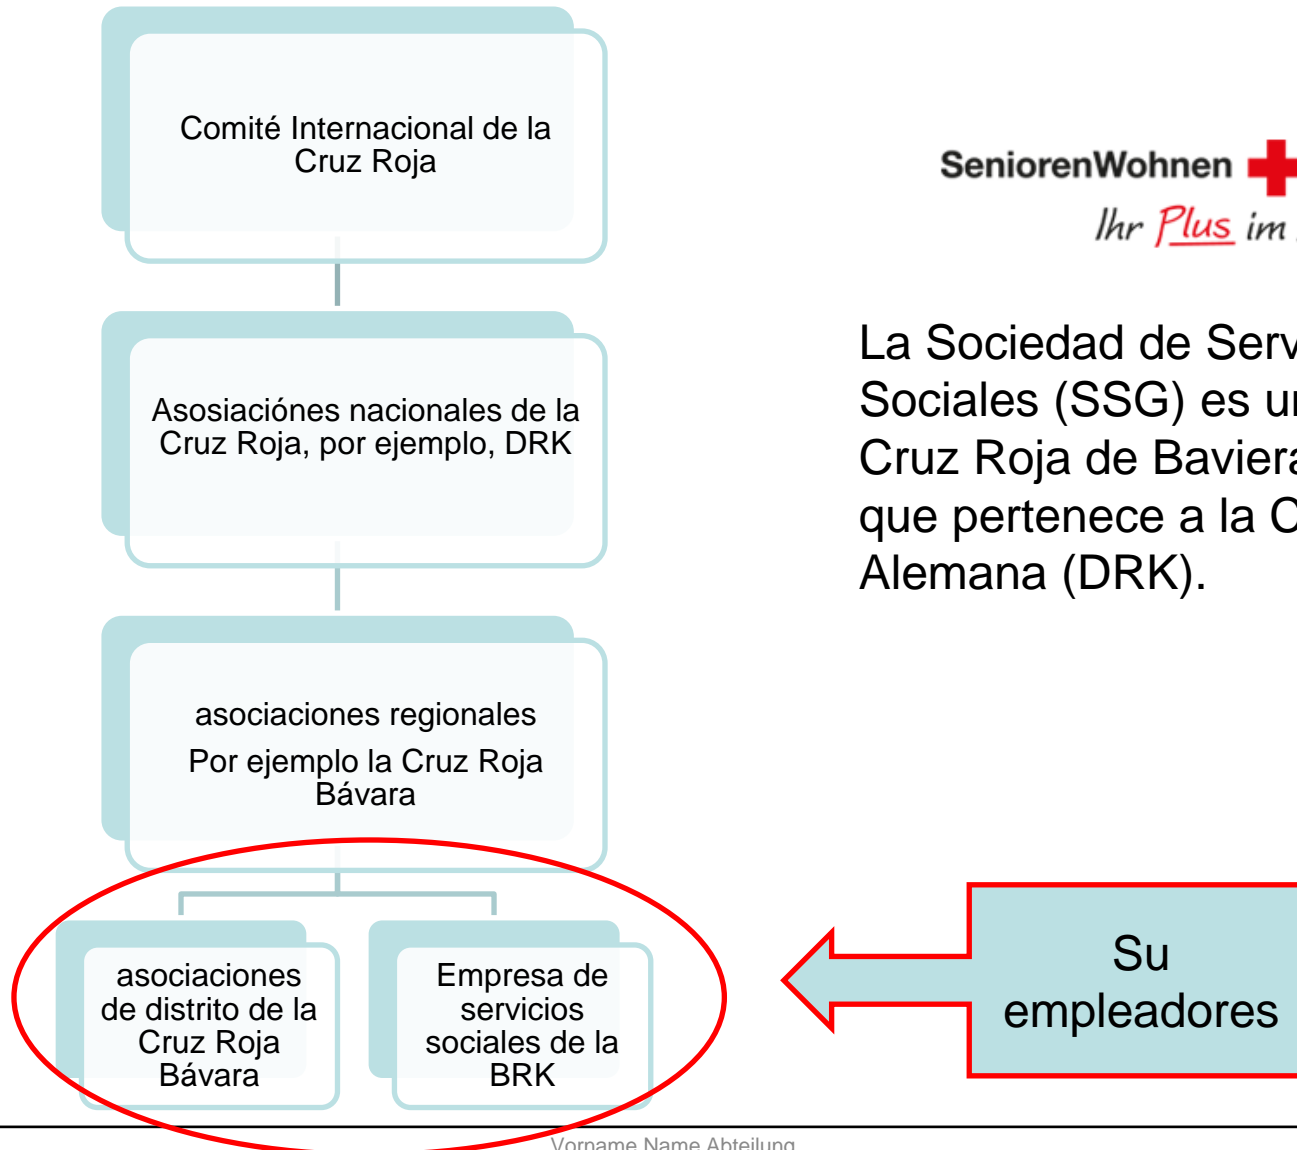 Comité Internacional de la
Cruz Roja
Asosiaciónes nacionales de la
Cruz Roja, por ejemplo, DRK
asociaciones regionales
Por ejemplo la Cruz Roja
Bávara
asociaciones
de distrito de la
Cruz Roja
Bávara
Empresa de
servicios
sociales de la
BRK
SeniorenWohnen
Ihr Plus im
La Sociedad de
Sociales (SSG) es
Cruz Roja de
que pertenece a la
Alemana (DRK).
Su
empleadores
Vorname Name Abteilung